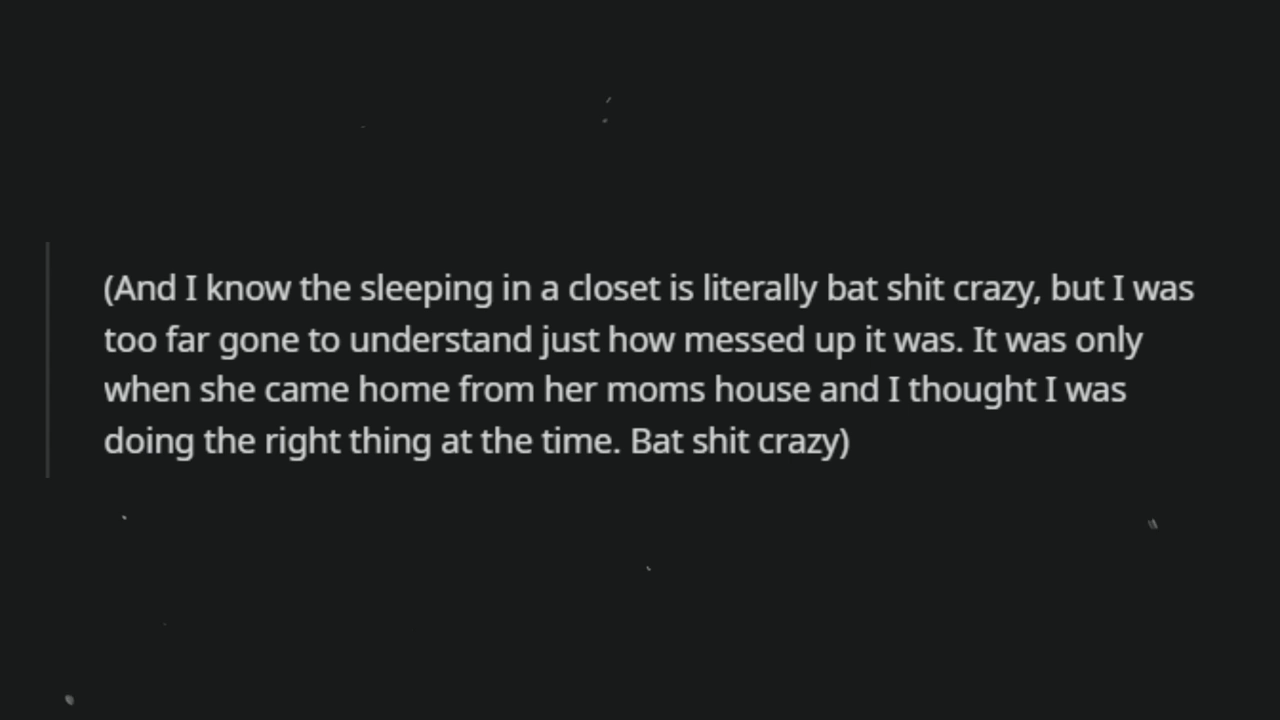 (And I know the sleeping in a closet is literally bat shit crazy, but I was
too far gone to understand just how messed up it was. It was only
when she came home from her moms house and I thought I was
doing the right thing at the time. Bat shit crazy)